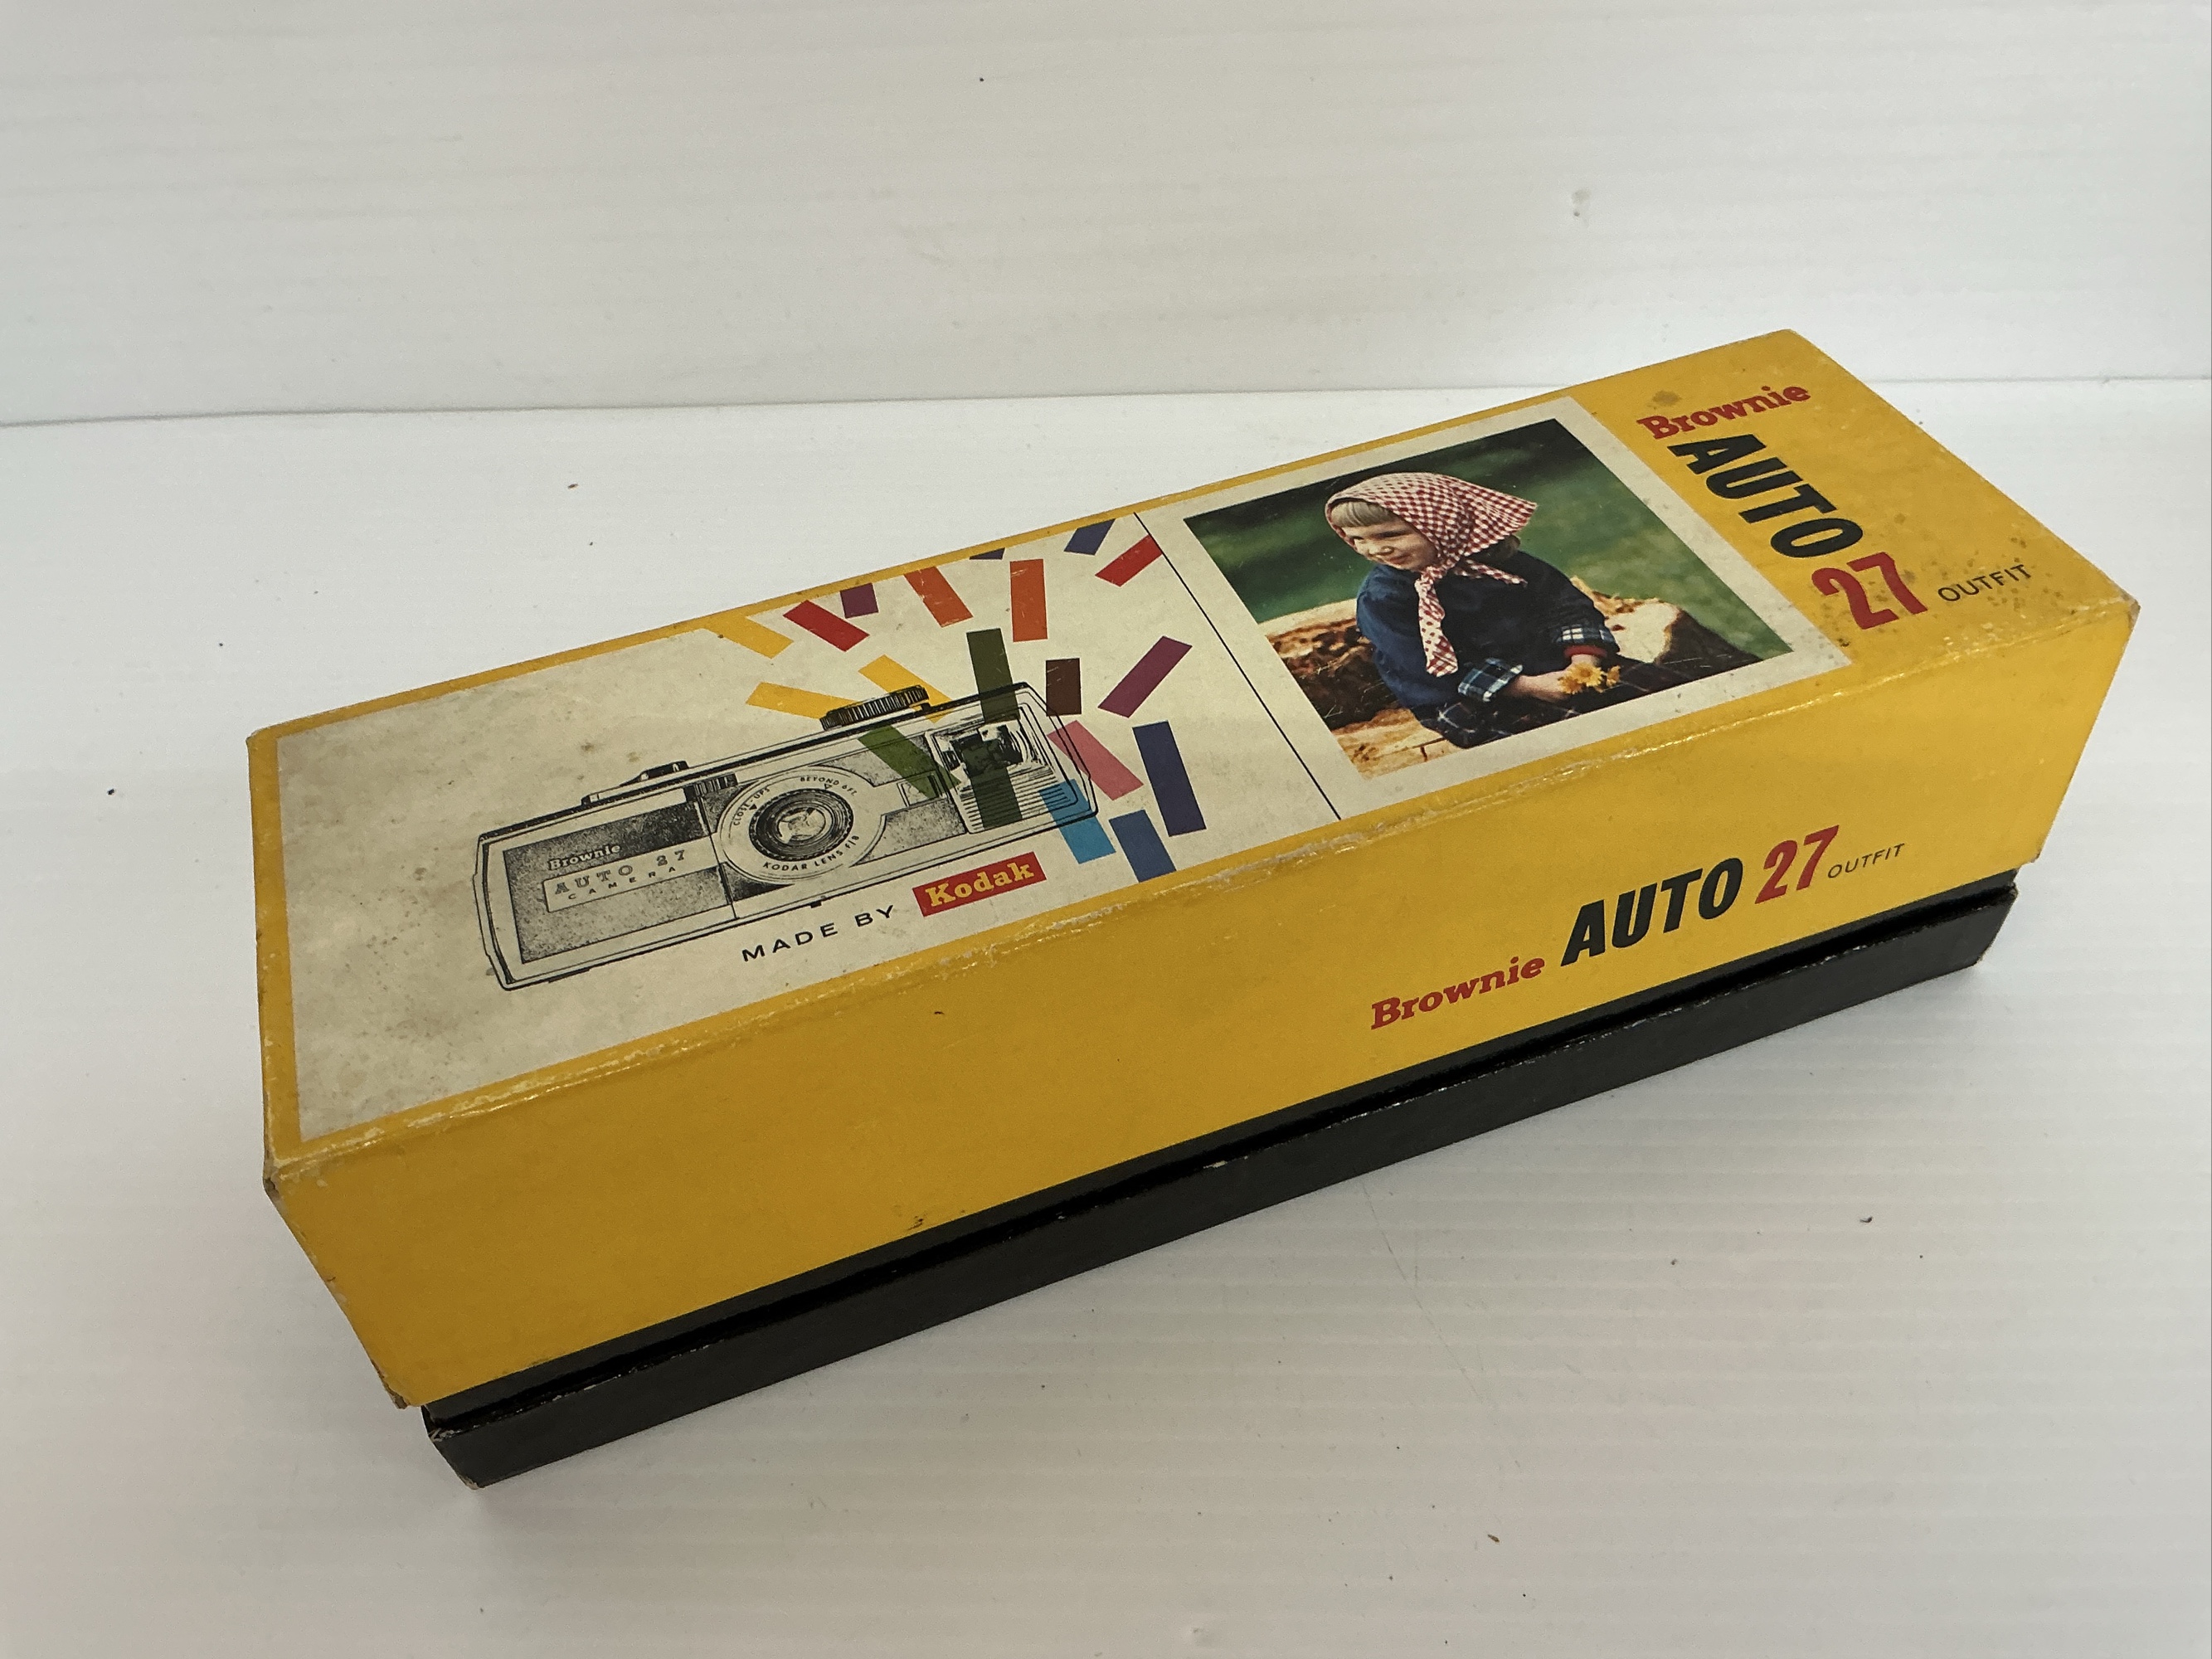 Brownie
AUTO
27 OUTFIT
CLOSE UPS
BEYOND 6FT.
KODAR LENS f/8
Brownie
AUTO 27
CAMERA
MADE BY Kodak
Brownie AUTO 27 OUTFIT